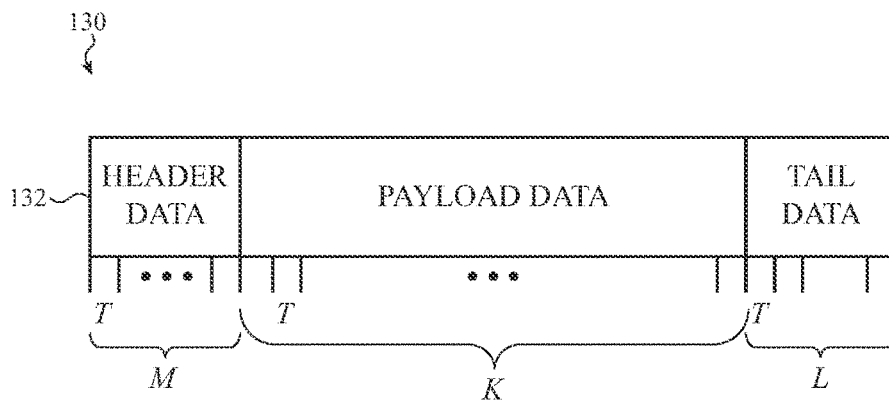 130
132
HEADER DATA
PAYLOAD DATA
TAIL DATA
T
T
T
M
K
L